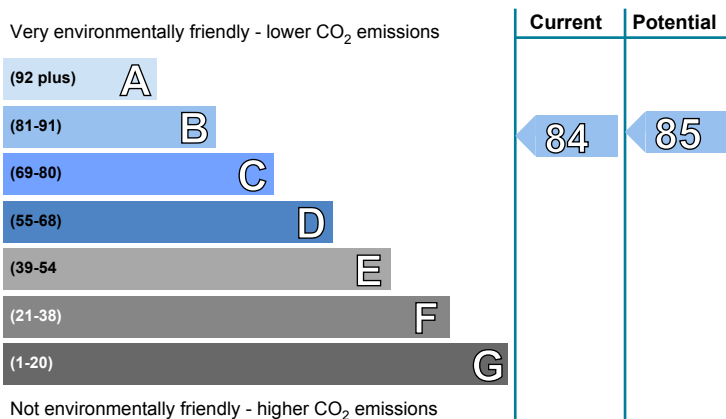 Current Potential
Very environmentally friendly - lower CO2 emissions
(92 plus) A
(81-91) B 84 85
(69-80) C
(55-68) D
(39-54 E
(21-38) F
(1-20) G
Not environmentally friendly - higher CO2 emissions